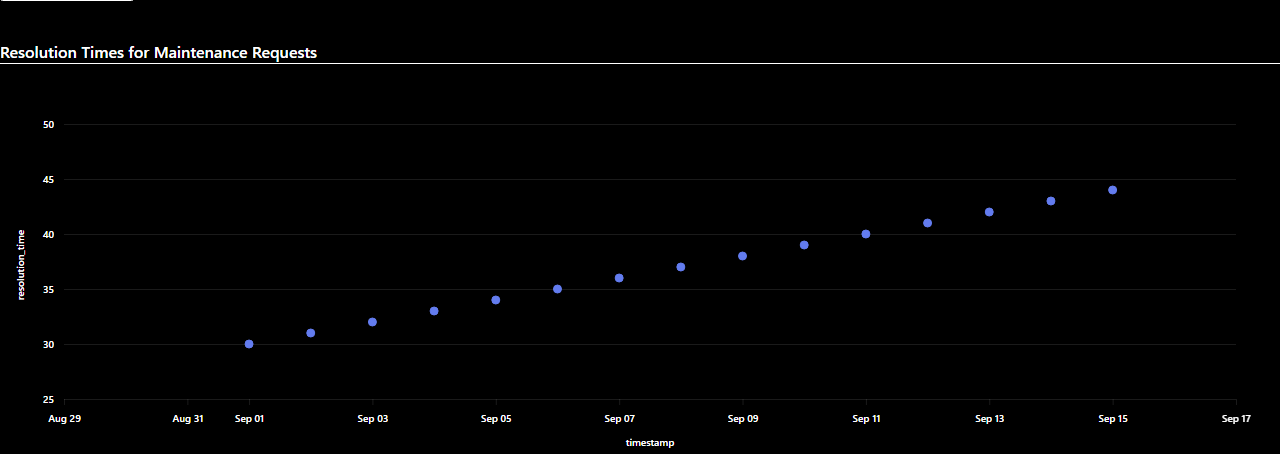 Resolution Times for Maintenance Requests
50
45
40
35
30
25
resolution_time
Aug 29 Aug 31 Sep 01 Sep 03 Sep 05 Sep 07 Sep 09 Sep 11 Sep 13 Sep 15 Sep 17
timestamp